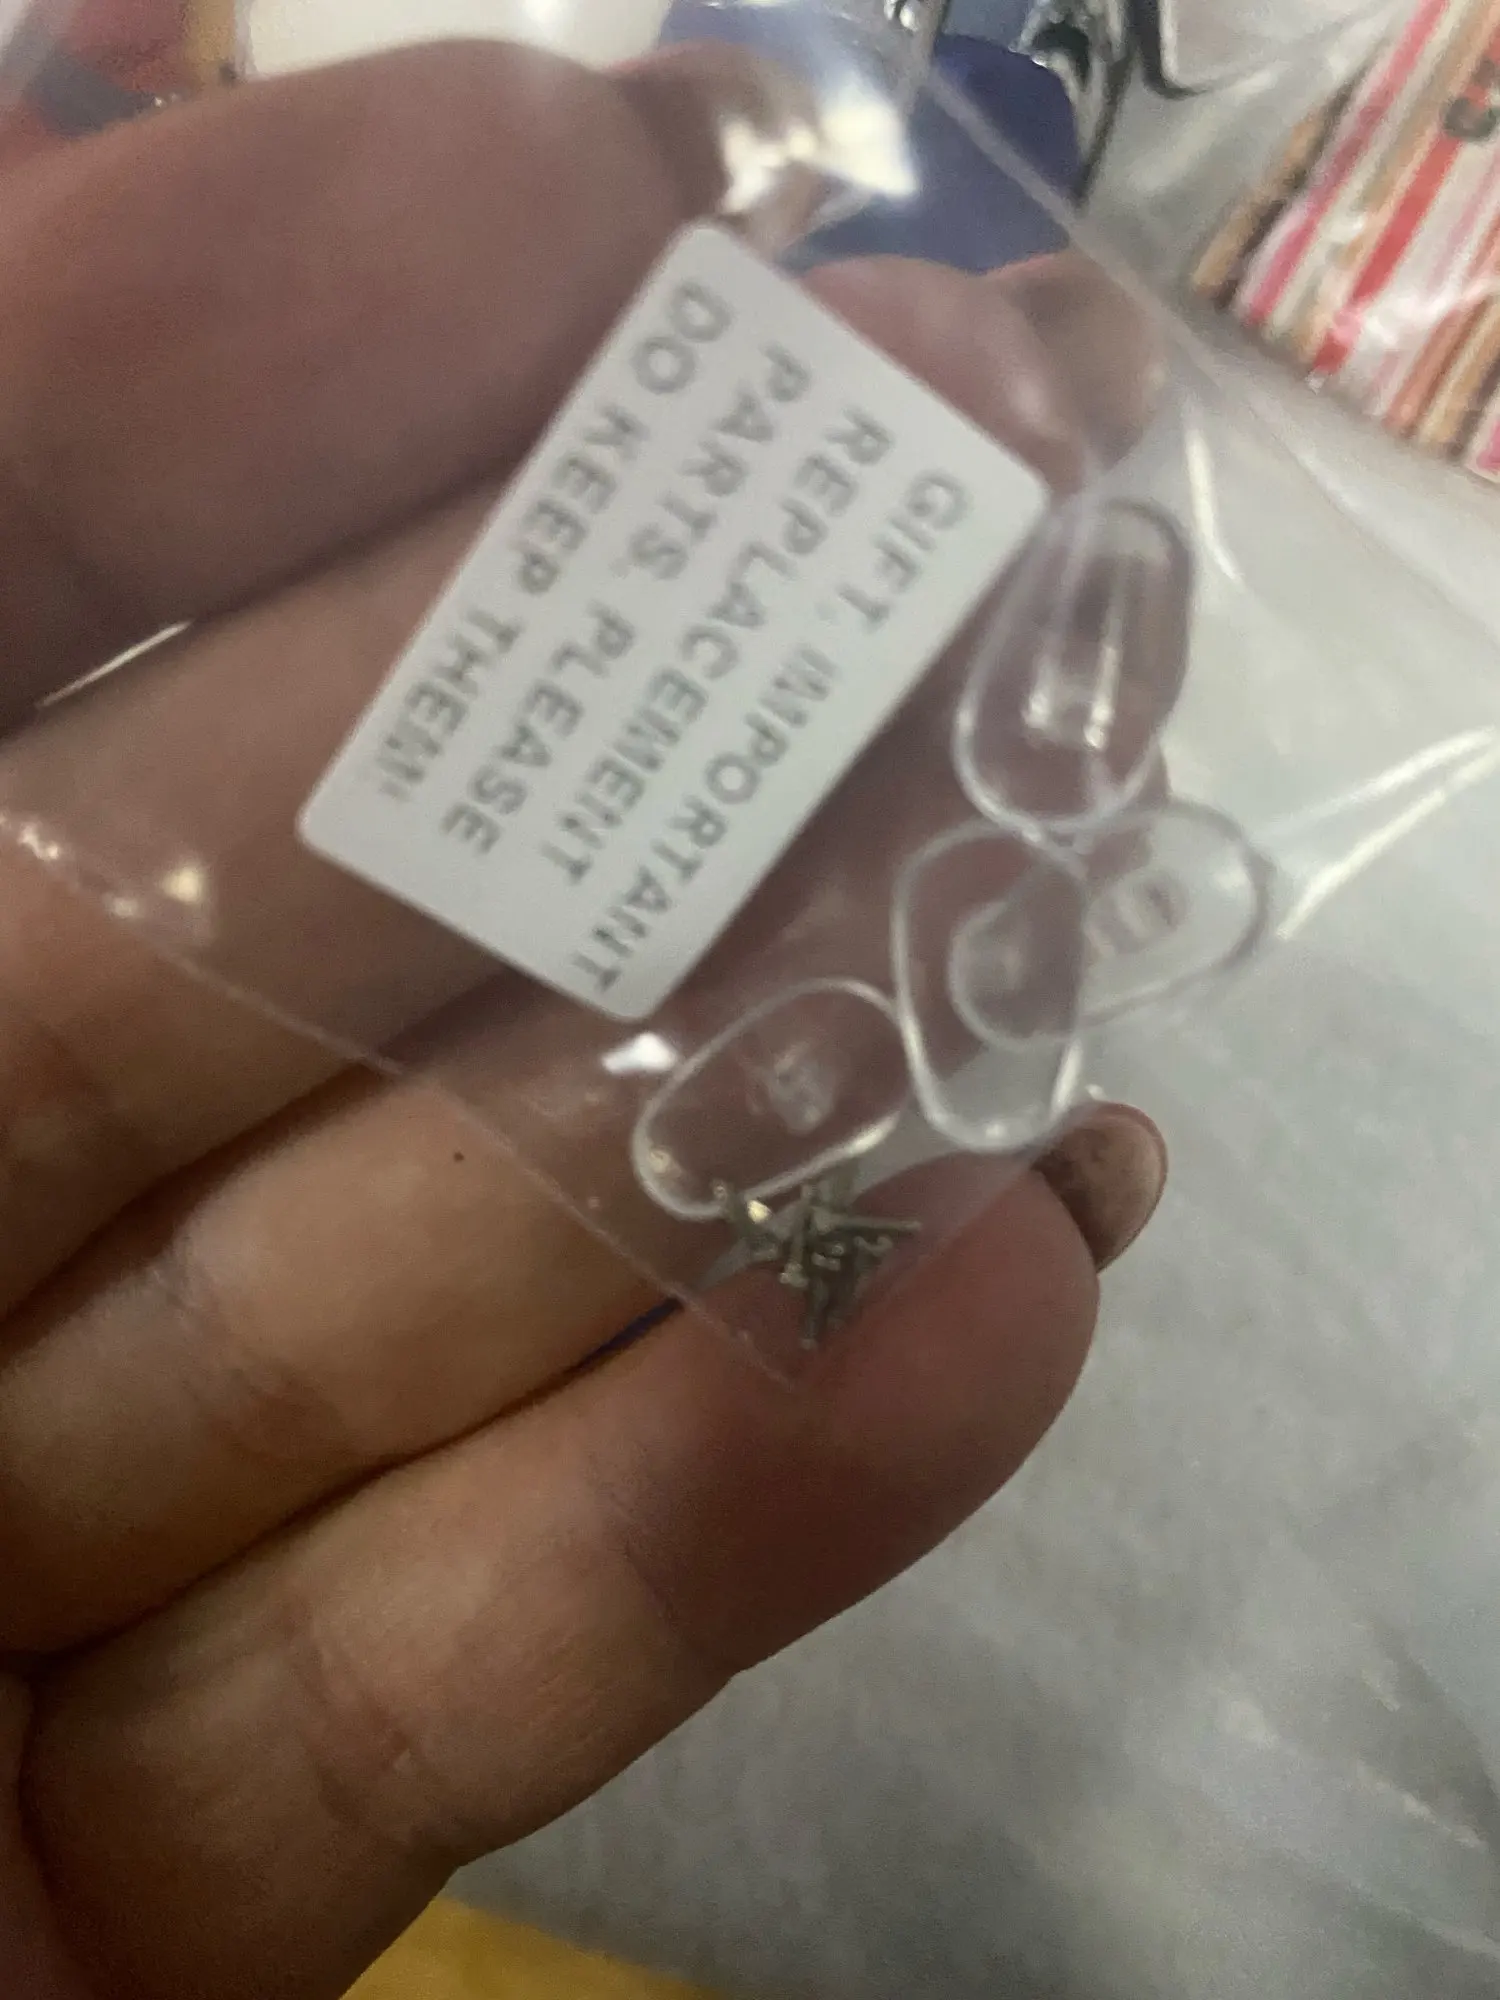 GIFT, IMPORTANT
REPLACEMENT
PARTS, PLEASE
DO KEEP THEM!